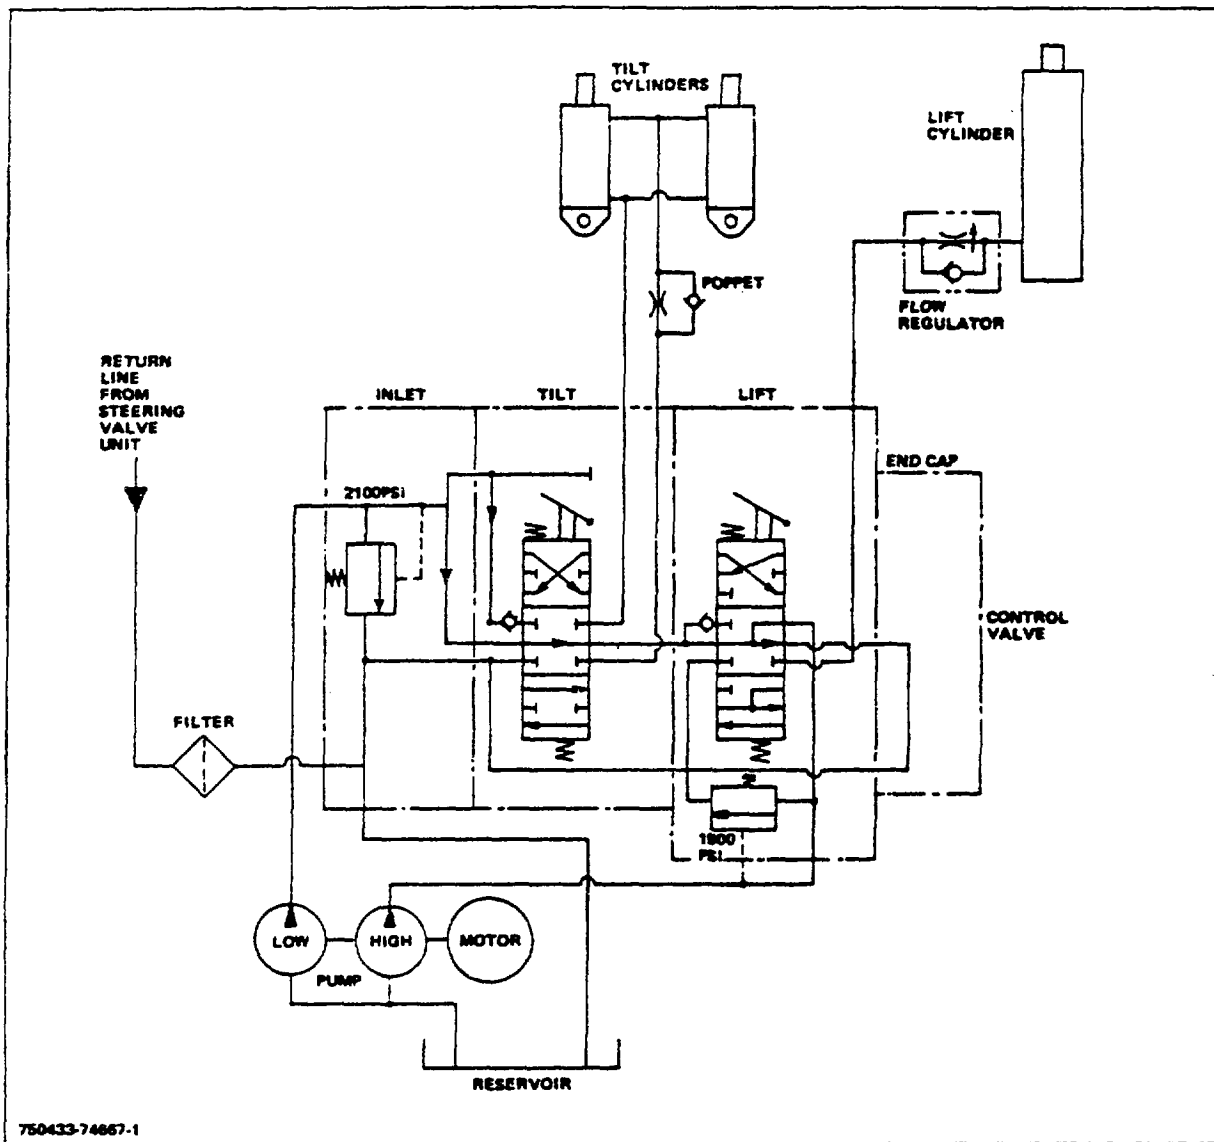 TILT
CYLINDERS
LIFT
CYLINDER
POPPET
FLOW
REGULATOR
RETURN
LINE
FROM
STEERING
VALVE
UNIT
INLET
TILT
LIFT
END CAP
2100PSi
CONTROL
VALVE
FILTER
1900
PSi
LOW
HIGH
MOTOR
PUMP
RESERVOIR
750433-74667-1